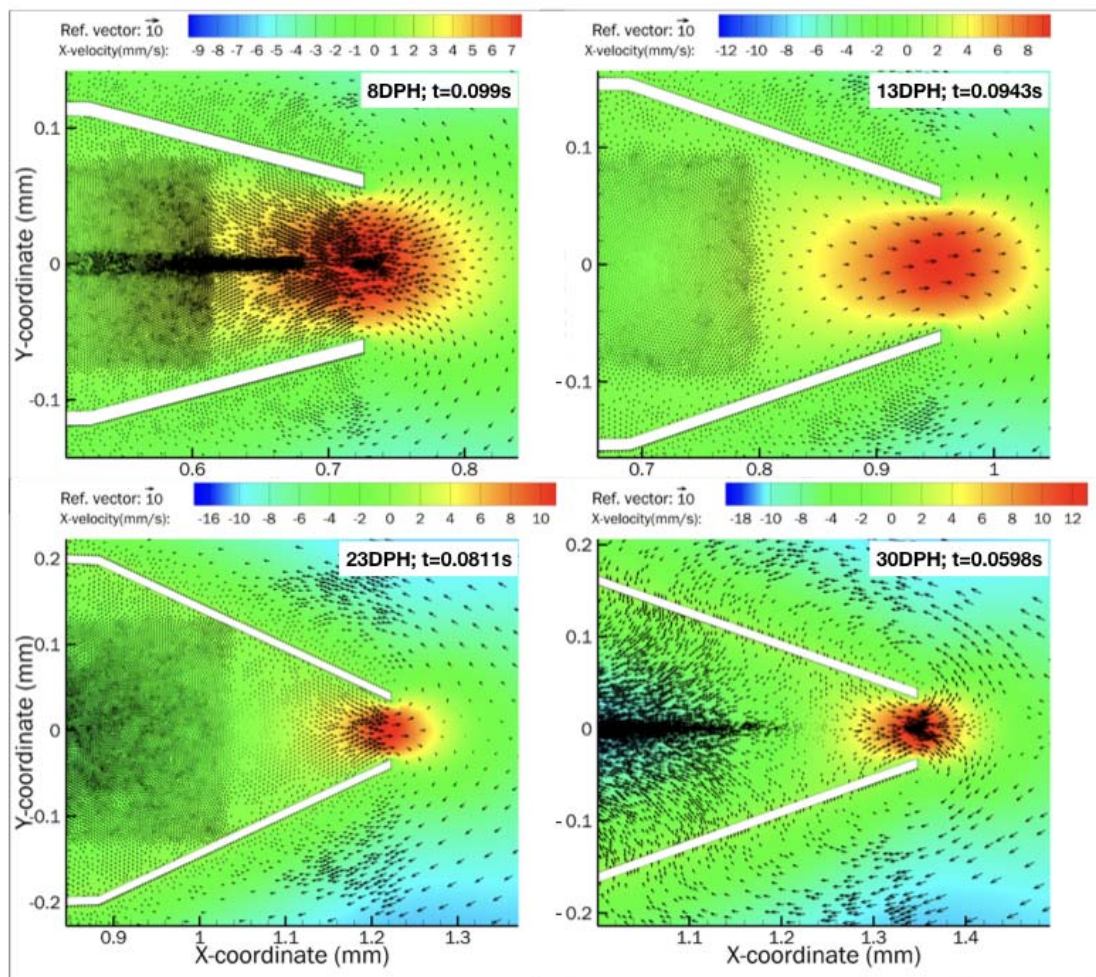 Ref. vector: 10
X-velocity(mm/s): -9 -6 -5 -4 -3 -2 -1 0 1 2 3 4 5 6 7
8DPH; t=0.099s
Y-coordinate (mm)
0.1
0
-0.1
0.6 0.7 0.8
Ref. vector: 10
X-velocity(mm/s): -12 -10 -8 -6 -4 -2 0 2 4 6 8
13DPH; t=0.0943s
0.1
0
-0.1
0.7 0.8 0.9 1
Ref. vector: 10
X-velocity(mm/s): -16 -10 -8 -6 -4 -2 0 2 4 6 8 10
23DPH; t=0.0811s
Y-coordinate (mm)
0.2
0.1
0
-0.1
-0.2
0.9 1 1.1 1.2 1.3
X-coordinate (mm)
Ref. vector: 10
X-velocity(mm/s): -18 -10 -8 -6 -4 -2 0 2 4 6 8 10 12
30DPH; t=0.0598s
0.2
0.1
0
-0.1
-0.2
1.1 1.2 1.3 1.4
X-coordinate (mm)